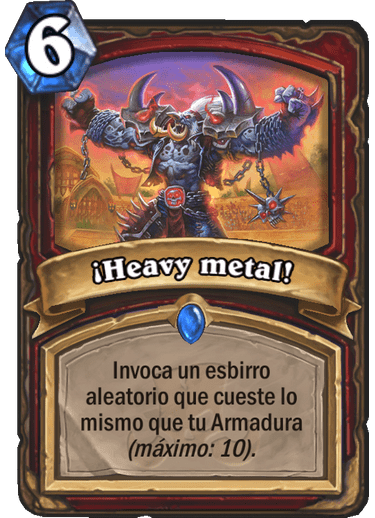 6
¡Heavy metal!
Invoca un esbirro
aleatorio que cueste lo
mismo que tu Armadura
(máximo: 10).